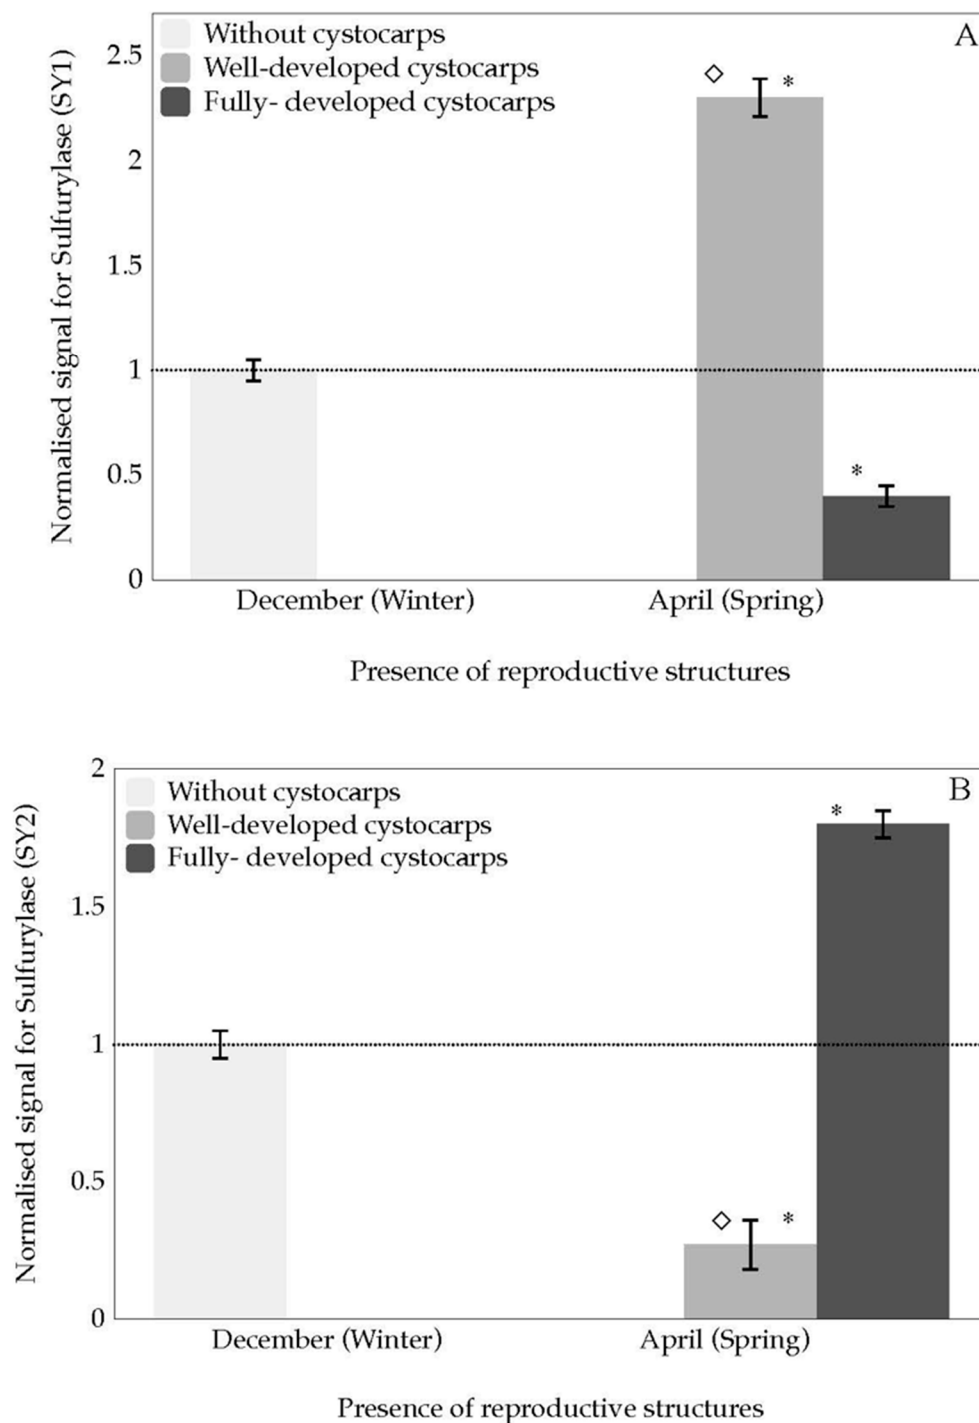 A
Without cystocarps
Well-developed cystocarps
Fully- developed cystocarps
Normalised signal for Sulfurylase (SY1)
2.5
2
1.5
1
0.5
0
◇ *
*
December (Winter) April (Spring)
Presence of reproductive structures
B
Without cystocarps
Well-developed cystocarps
Fully- developed cystocarps
Normalised signal for Sulfurylase (SY2)
2
1.5
1
0.5
0
*
◇ *
December (Winter) April (Spring)
Presence of reproductive structures